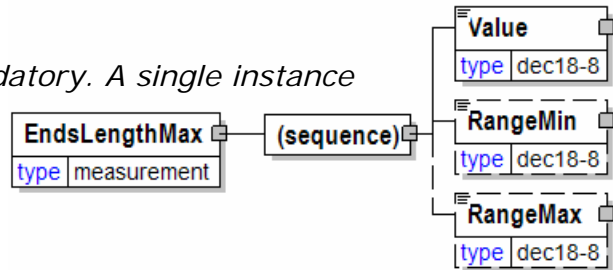 Value
type dec18-8
datory. A single instance
EndsLengthMax
type measurement
(sequence)
RangeMin
type dec18-8
RangeMax
type dec18-8